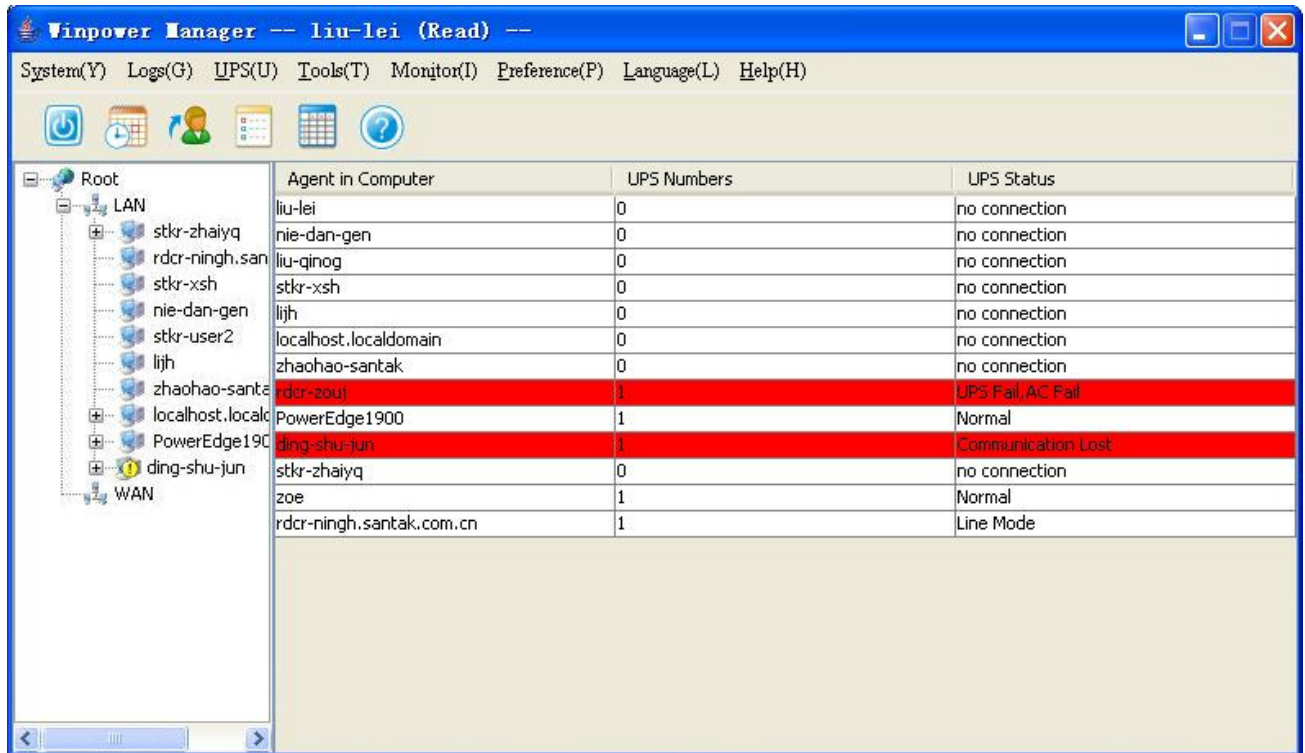 Winpower Manager -- liu-lei (Read) --
System(Y) Logs(G) UPS(U) Tools(T) Monitor(I) Preference(P) Language(L) Help(H)
Root
LAN
stkr-zhaiyq
rdcr-ningh.san
stkr-xsh
nie-dan-gen
stkr-user2
lijh
zhaohao-santa
localhost.locald
PowerEdge190
ding-shu-jun
WAN
Agent in Computer UPS Numbers UPS Status
liu-lei 0 no connection
nie-dan-gen 0 no connection
liu-qinog 0 no connection
stkr-xsh 0 no connection
lijh 0 no connection
localhost.localdomain 0 no connection
zhaohao-santak 0 no connection
rdcr-zouj 1 UPS Fail,AC Fail
PowerEdge1900 1 Normal
ding-shu-jun 1 Communication Lost
stkr-zhaiyq 0 no connection
zoe 1 Normal
rdcr-ningh.santak.com.cn 1 Line Mode